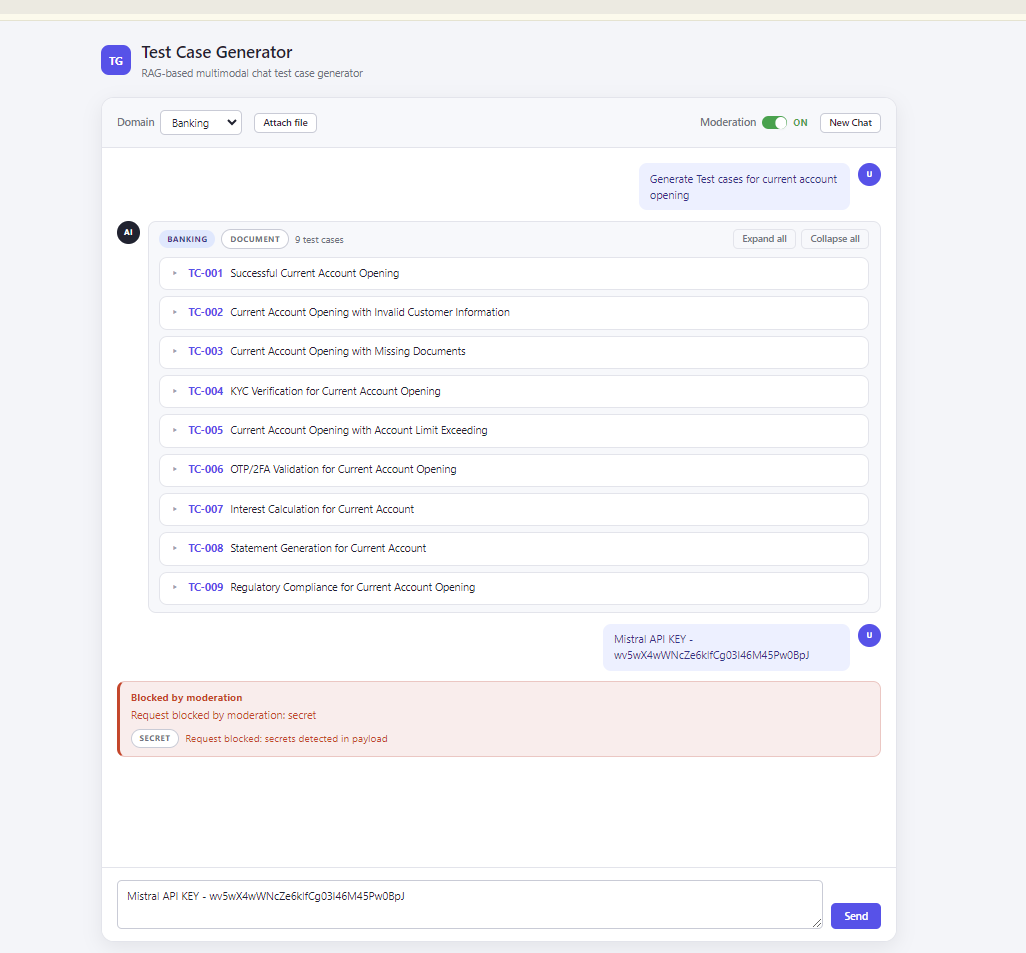 TG
Test Case Generator
RAG-based multimodal chat test case generator
Domain Banking Attach file Moderation ON New Chat
Generate Test cases for current account
opening
U
AI
BANKING DOCUMENT 9 test cases Expand all Collapse all
TC-001 Successful Current Account Opening
TC-002 Current Account Opening with Invalid Customer Information
TC-003 Current Account Opening with Missing Documents
TC-004 KYC Verification for Current Account Opening
TC-005 Current Account Opening with Account Limit Exceeding
TC-006 OTP/2FA Validation for Current Account Opening
TC-007 Interest Calculation for Current Account
TC-008 Statement Generation for Current Account
TC-009 Regulatory Compliance for Current Account Opening
Mistral API KEY -
U
Blocked by moderation
Request blocked by moderation: secret
SECRET Request blocked: secrets detected in payload
Mistral API KEY -
Send